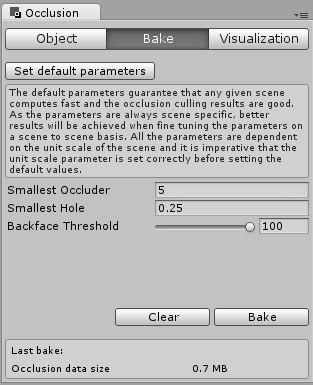 Occlusion
Object Bake Visualization
Set default parameters
The default parameters guarantee that any given scene
computes fast and the occlusion culling results are good.
As the parameters are always scene specific, better
results will be achieved when fine tuning the parameters on
a scene to scene basis. All the parameters are dependent
on the unit scale of the scene and it is imperative that the
unit scale parameter is set correctly before setting the
default values.
Smallest Occluder 5
Smallest Hole 0.25
Backface Threshold 100
Clear Bake
Last bake:
Occlusion data size 0.7 MB